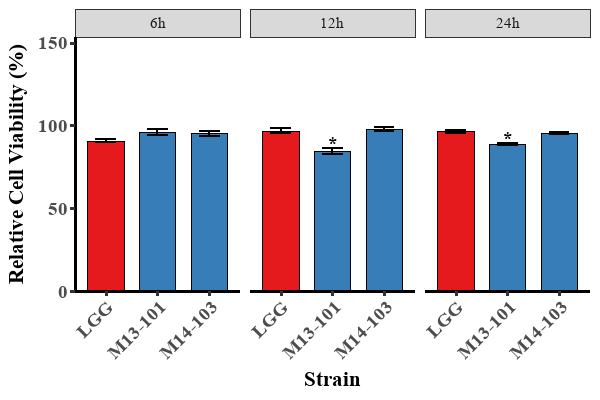 6h 12h 24h
Relative Cell Viability (%)
150
100
50
0
* *
LGG M13-101 M14-103 LGG M13-101 M14-103 LGG M13-101 M14-103
Strain